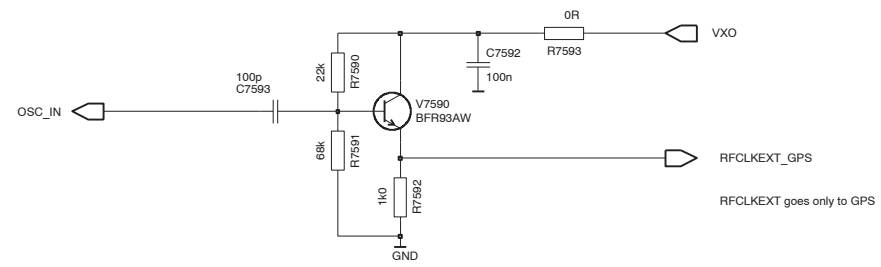 0R
VXO
R7593
C7592
100n
22k
R7590
100p
C7593
OSC_IN
V7590
BFR93AW
68k
R7591
RFCLKEXT_GPS
1k0
R7592
RFCLKEXT goes only to GPS
GND